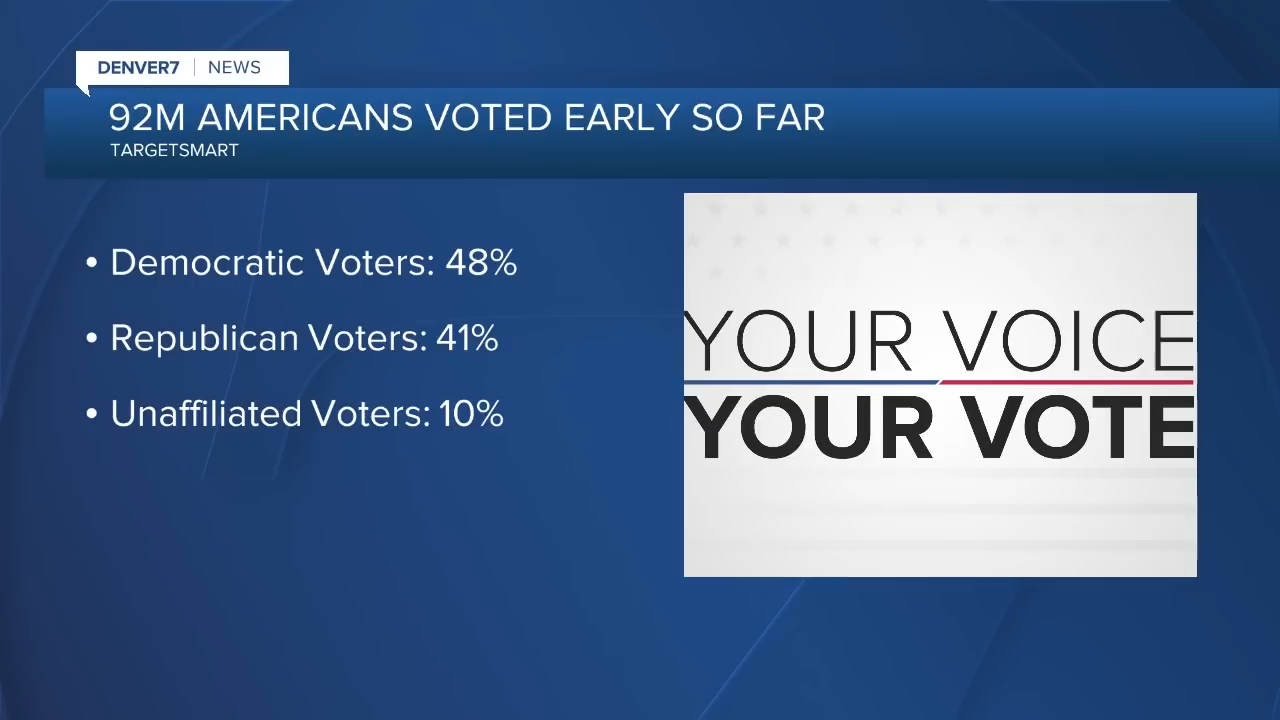 DENVER7 | NEWS
92M AMERICANS VOTED EARLY SO FAR
TARGETSMART
• Democratic Voters: 48%
• Republican Voters: 41%
• Unaffiliated Voters: 10%
YOUR VOICE
YOUR VOTE